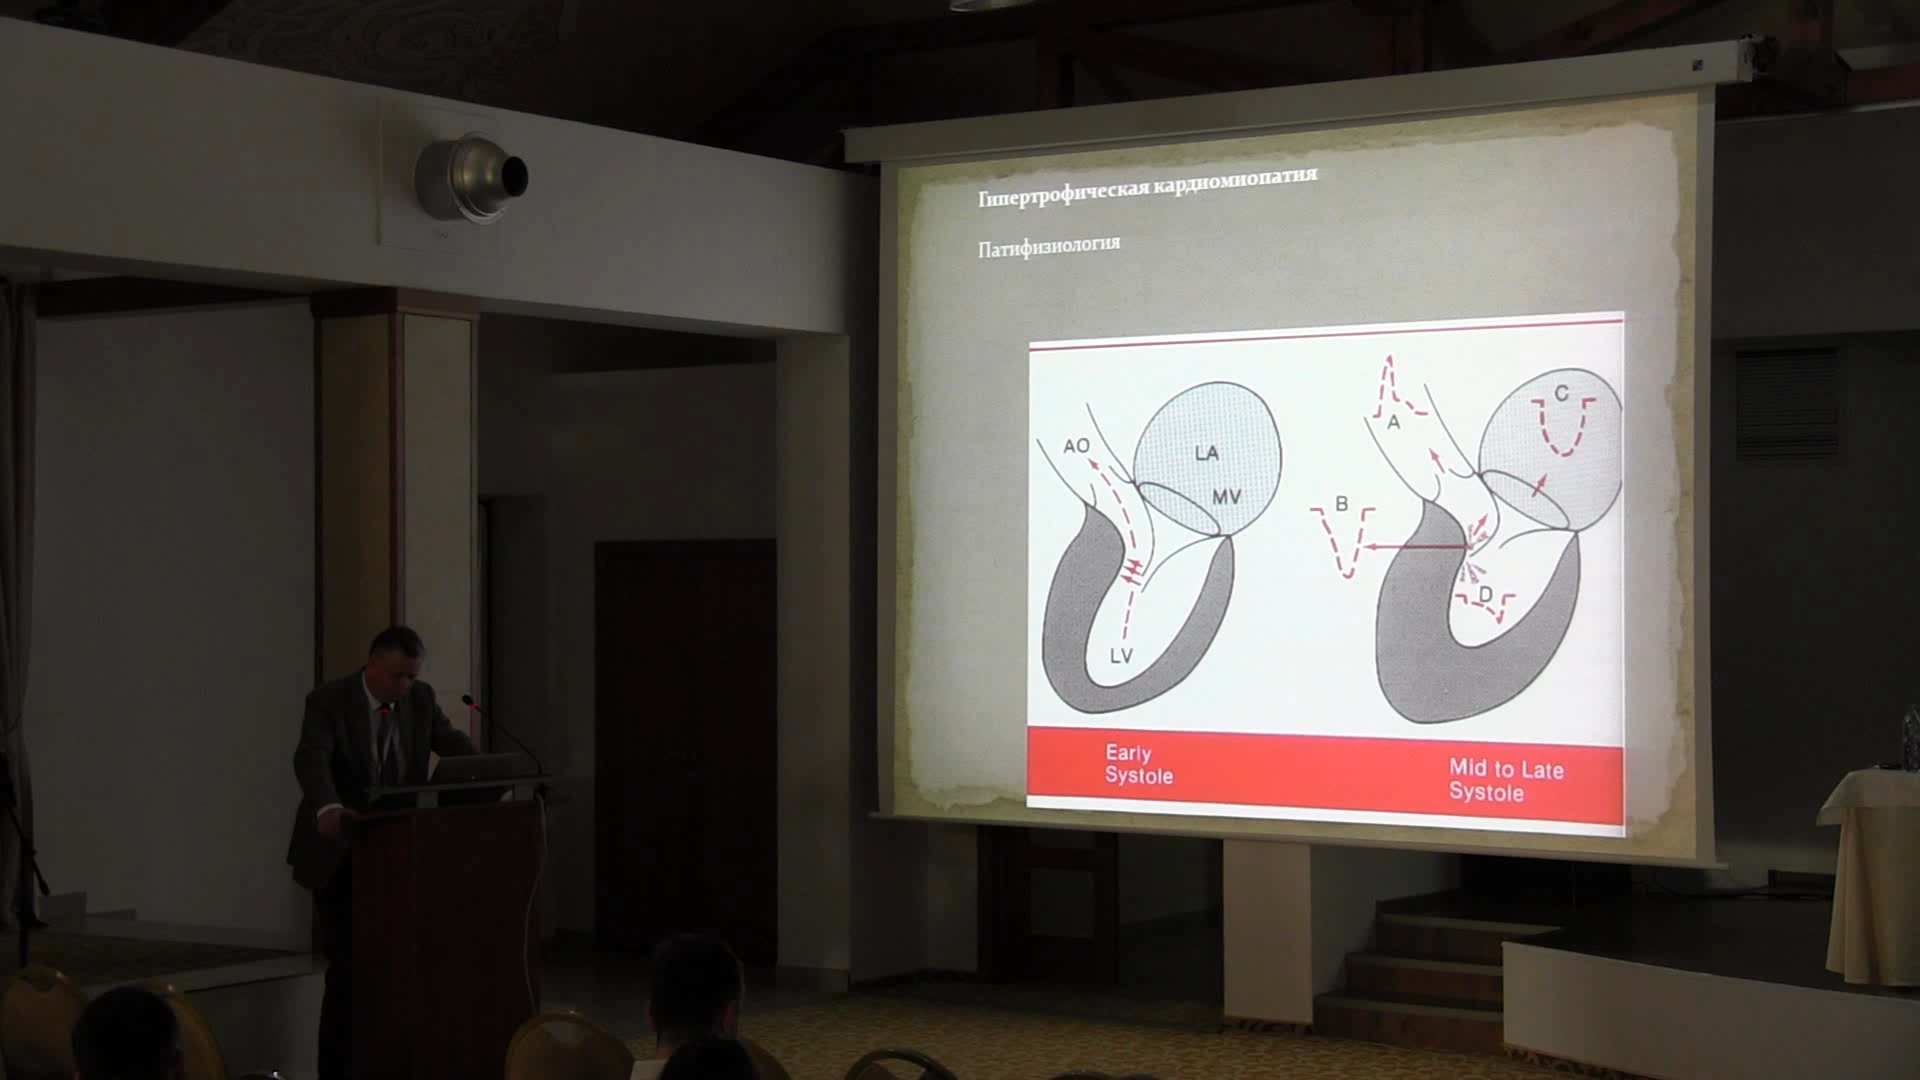 Гипертрофическая кардиомиопатия
Патифизиология
AO
LA
MV
LV
A
B
C
D
Early
Systole
Mid to Late
Systole